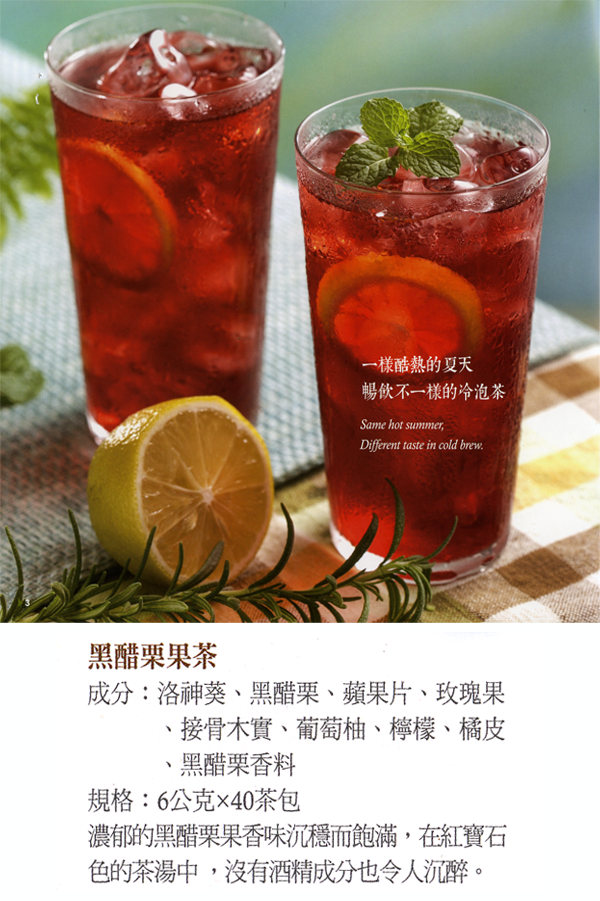 一樣酷熱的夏天
暢飲不一樣的冷泡茶
Same hot summer,
Different taste in cold brew.
3
黑醋栗果茶
成分：洛神葵、黑醋栗、蘋果片、玫瑰果
、接骨木實、葡萄柚、檸檬、橘皮
、黑醋栗香料
規格：6公克×40茶包
濃郁的黑醋栗果香味沉穩而飽滿，在紅寶石
色的茶湯中，沒有酒精成分也令人沉醉。